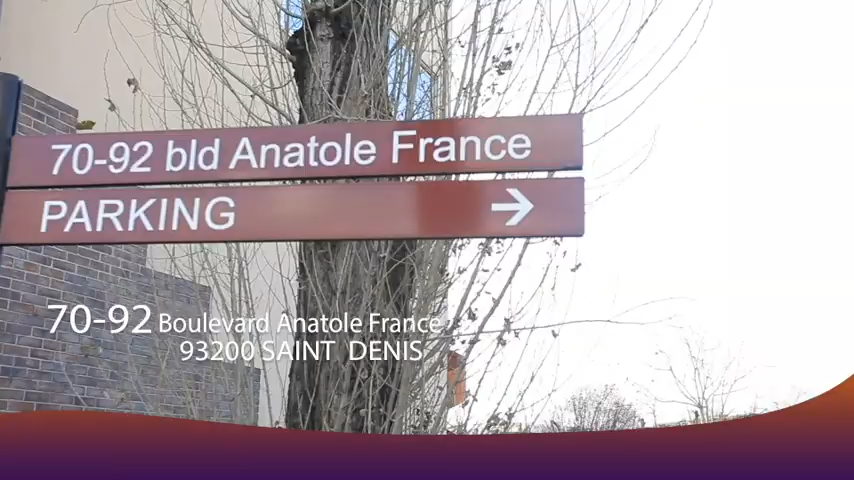 70-92 bld Anatole France
PARKING →
70-92 Boulevard Anatole France
93200 SAINT DENIS